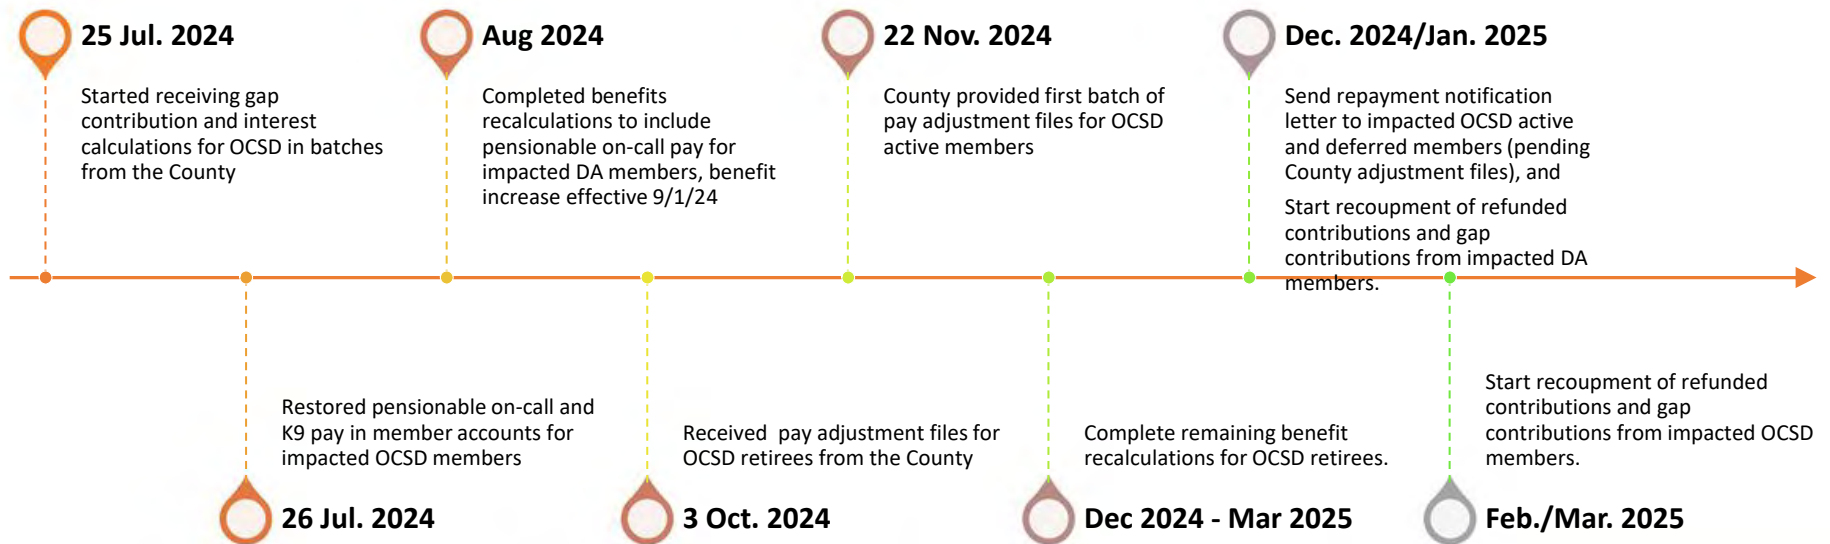 25 Jul. 2024
Started receiving gap
contribution and interest
calculations for OCSD in batches
from the County
Aug 2024
Completed benefits
recalculations to include
pensionable on-call pay for
impacted DA members, benefit
increase effective 9/1/24
22 Nov. 2024
County provided first batch of
pay adjustment files for OCSD
active members
Dec. 2024/Jan. 2025
Send repayment notification
letter to impacted OCSD active
and deferred members (pending
County adjustment files), and
Start recoupment of refunded
contributions and gap
contributions from impacted DA
members.
Restored pensionable on-call and
K9 pay in member accounts for
impacted OCSD members
26 Jul. 2024
Received pay adjustment files for
OCSD retirees from the County
3 Oct. 2024
Complete remaining benefit
recalculations for OCSD retirees.
Dec 2024 - Mar 2025
Start recoupment of refunded
contributions and gap
contributions from impacted OCSD
members.
Feb./Mar. 2025